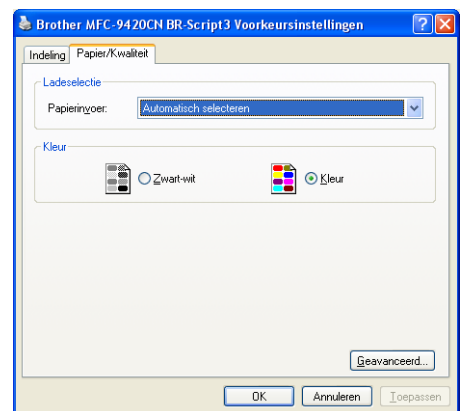 Brother MFC-9420CN BR-Script3 Voorkeursinstellingen
Indeling Papier/Kwaliteit
Ladeselectie
Papierinvoer: Automatisch selecteren
Kleur
Zwart-wit Kleur
Geavanceerd...
OK Annuleren Toepassen